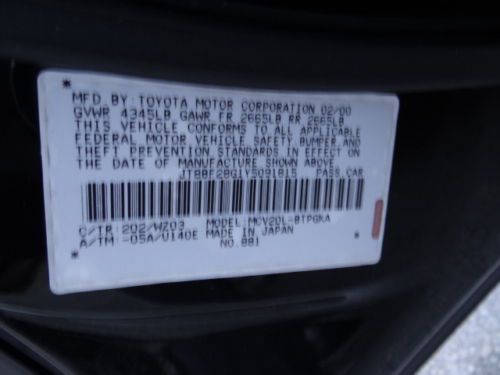 MFD BY: TOYOTA MOTOR CORPORATION 02/00
GVWR 4345LB GAWR FR 2665LB RR 2665LB
THIS VEHICLE CONFORMS TO ALL APPLICABLE
FEDERAL MOTOR VEHICLE SAFETY, BUMPER, AND
THEFT PREVENTION STANDARDS IN EFFECT ON
THE DATE OF MANUFACTURE SHOWN ABOVE.
JT8BF28G1Y5091815 PASS.CAR
C/TR: 202/WZ03 MODEL: MCV20L-BTPGKA
A/TM: -05A/U140E MADE IN JAPAN
NO.881